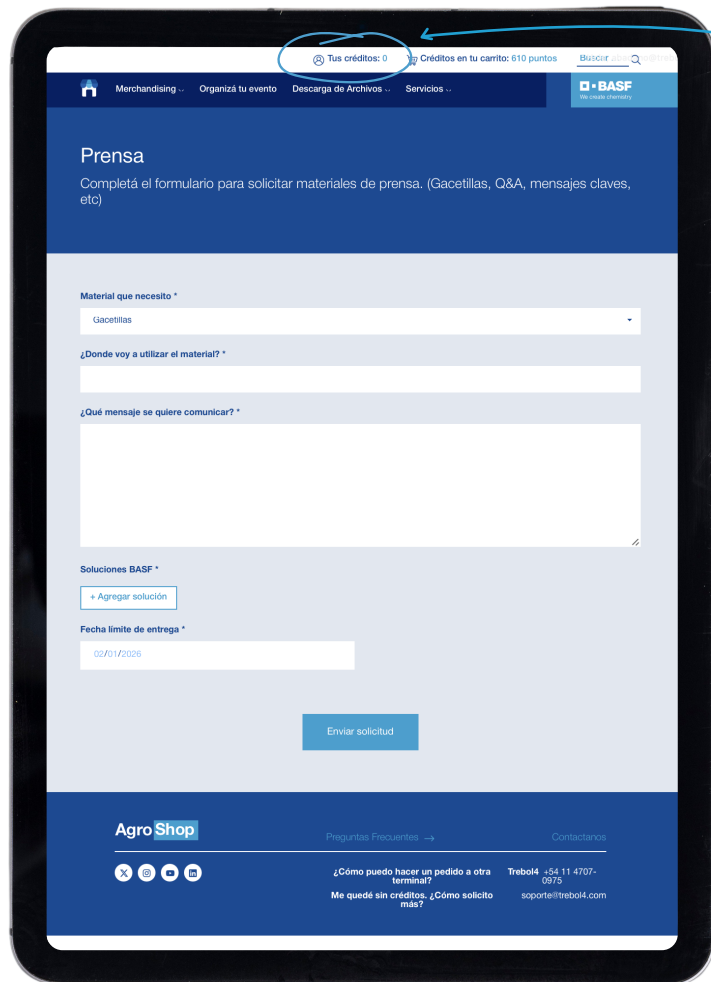 Tus créditos: 0
Créditos en tu carrito: 610 puntos
Buscar
Merchandising
Organizá tu evento
Descarga de Archivos
Servicios
BASF
We create chemistry
Prensa
Completá el formulario para solicitar materiales de prensa. (Gacetillas, Q&A, mensajes claves,
etc)
Material que necesito *
Gacetillas
¿Donde voy a utilizar el material? *
¿Qué mensaje se quiere comunicar? *
Soluciones BASF *
+ Agregar solución
Fecha límite de entrega *
02/01/2026
Enviar solicitud
Agro Shop
Preguntas Frecuentes →
Contactanos
¿Cómo puedo hacer un pedido a otra
terminal?
Me quedé sin créditos. ¿Cómo solicito
más?
Trebol4 +54 11 4707-
0975
soporte@trebol4.com